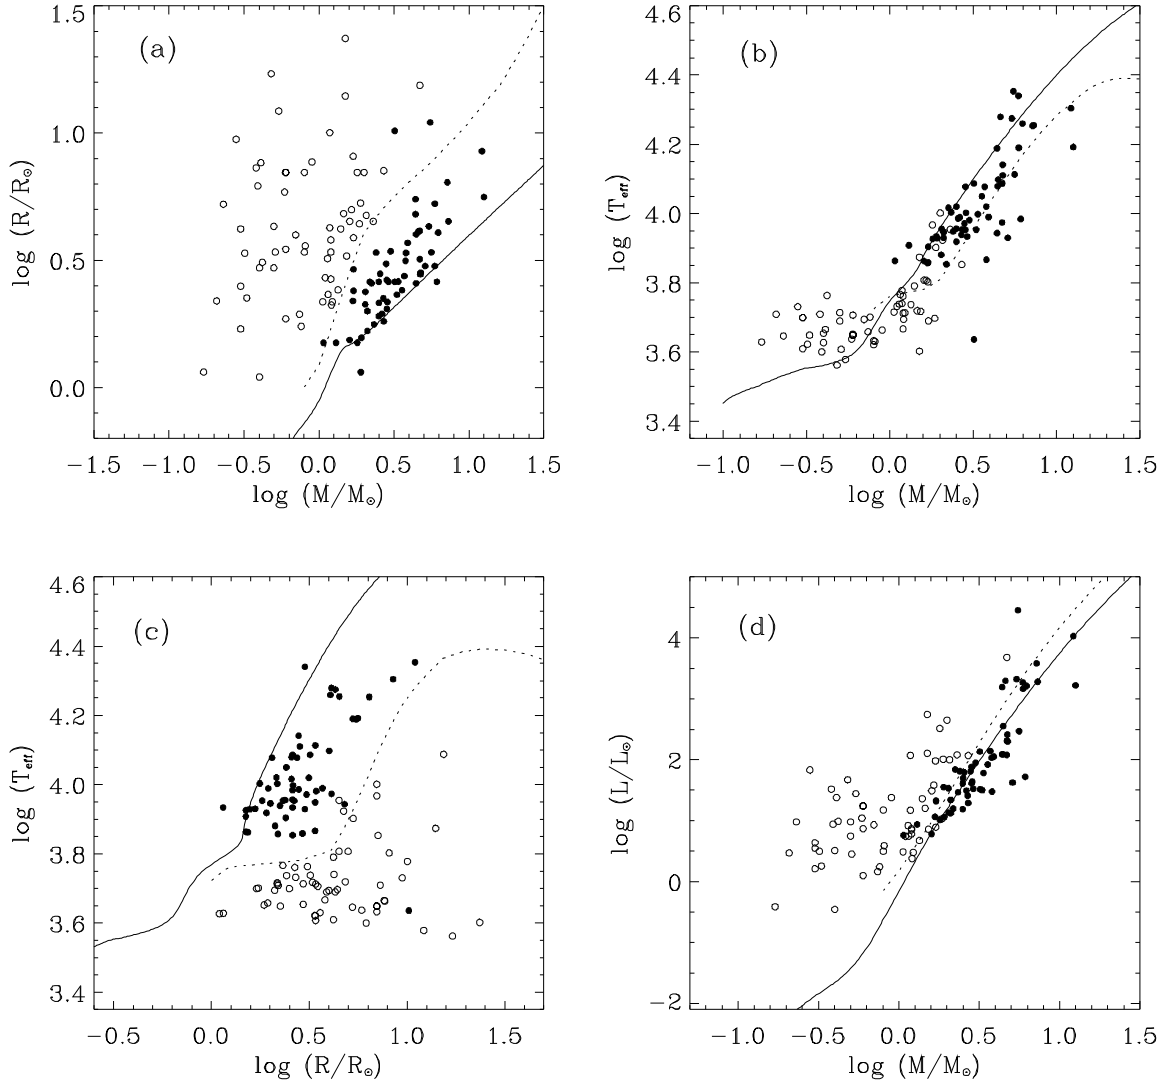 (a)
1.5
1.0
0.5
0.0
log (R/R⊙)
−1.5 −1.0 −0.5 0.0 0.5 1.0 1.5
log (M/M⊙)
(b)
4.6
4.4
4.2
4.0
3.8
3.6
3.4
log (Teff)
−1.0 −0.5 0.0 0.5 1.0 1.5
log (M/M⊙)
(c)
4.6
4.4
4.2
4.0
3.8
3.6
3.4
log (Teff)
−0.5 0.0 0.5 1.0 1.5
log (R/R⊙)
(d)
4
2
0
−2
log (L/L⊙)
−1.0 −0.5 0.0 0.5 1.0 1.5
log (M/M⊙)